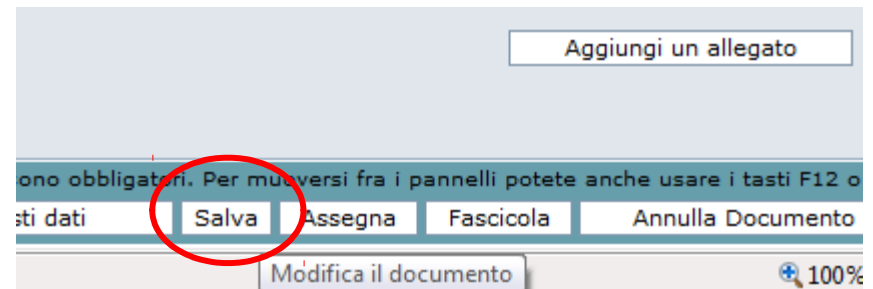 Aggiungi un allegato
ono obbligatori. Per muoversi fra i pannelli potete anche usare i tasti F12 o
sti dati Salva Assegna Fascicola Annulla Documento
Modifica il documento 100%